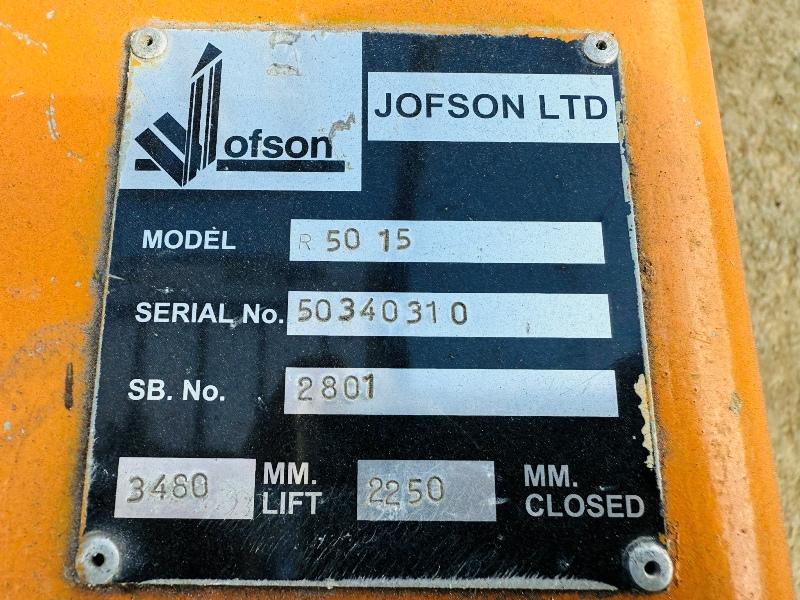 Jofson
JOFSON LTD
MODEL R 50 15
SERIAL No. 50340310
SB. No. 2801
3480 MM. LIFT 2250 MM. CLOSED